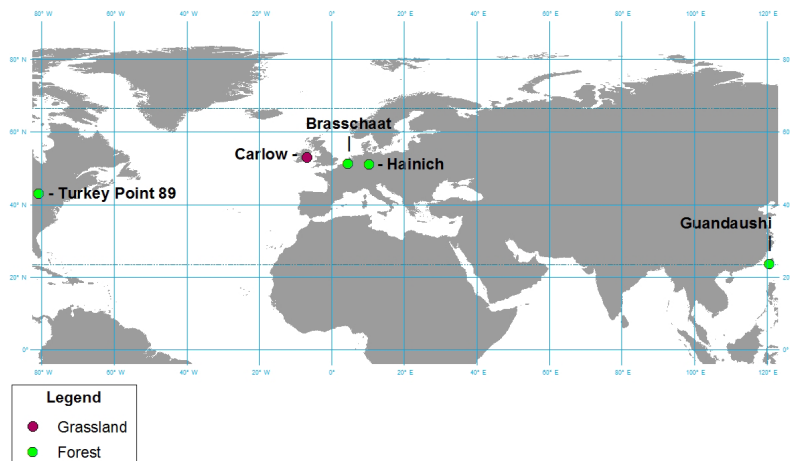 80° W 60° W 40° W 20° W 0° 20° E 40° E 60° E 80° E 100° E 120° E
80° N 80
Brasschaat
60° N 60
Carlow - - Hainich
- Turkey Point 89
40° N 40
Guandaushi
20° N 20
0° 0°
80° W 60° W 40° W 20° W 0° 20° E 40° E 60° E 80° E 100° E 120° E
Legend
Grassland
Forest